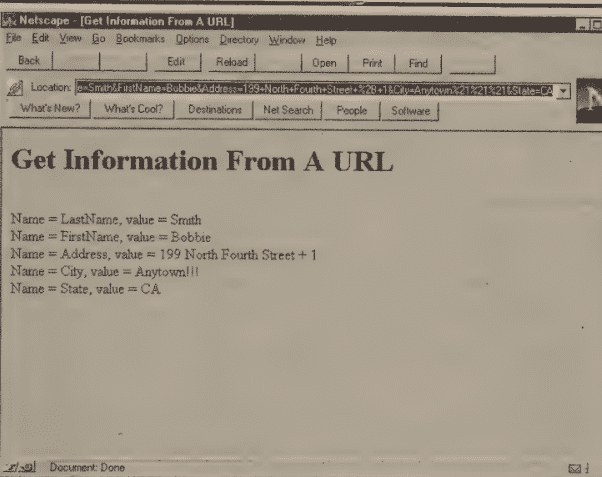 Netscape - [Get Information From A URL]
File Edit View Go Bookmarks Options Directory Window Help
Back Edit Reload Open Print Find
Location: e=Smith&FirstName=Bobbie&Address=199+North+Fourth+Street+%2B+1&City=Anytown%21%21%21&State=CA
What's New? What's Cool? Destinations Net Search People Software
Get Information From A URL
Name = LastName, value = Smith
Name = FirstName, value = Bobbie
Name = Address, value = 199 North Fourth Street + 1
Name = City, value = Anytown!!!
Name = State, value = CA
Document: Done